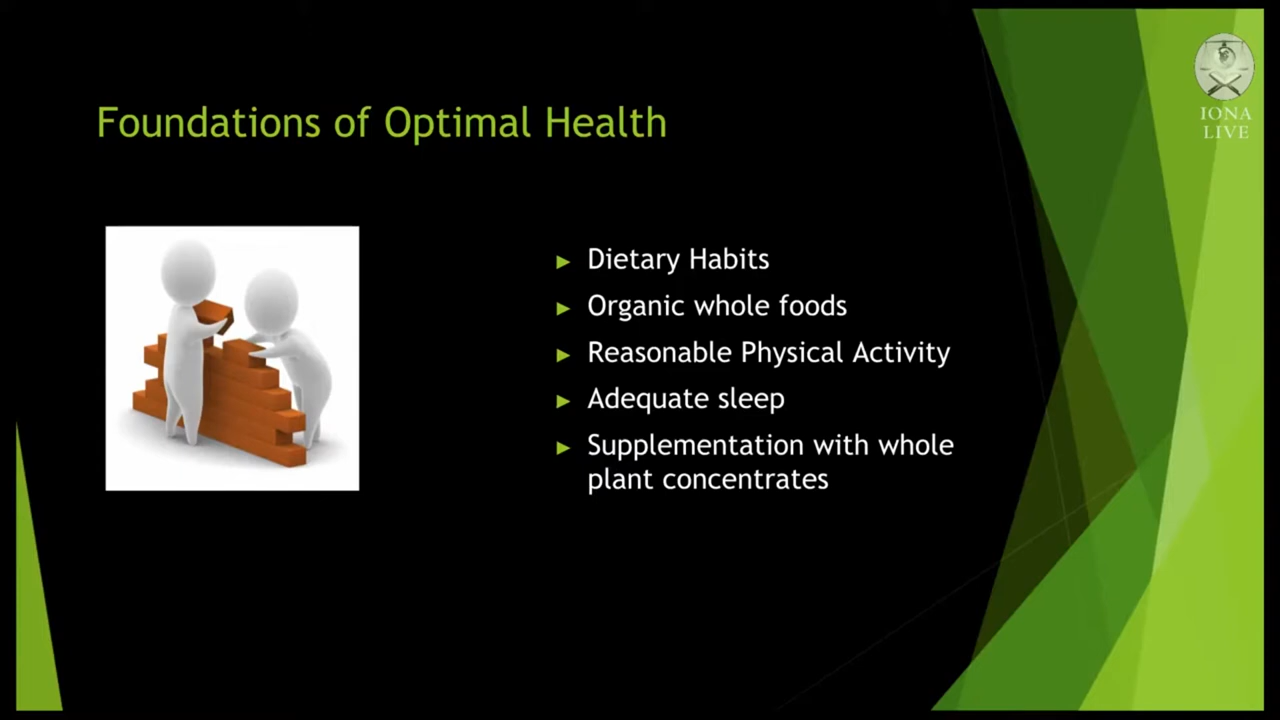 Foundations of Optimal Health
IONA
LIVE
Dietary Habits
Organic whole foods
Reasonable Physical Activity
Adequate sleep
Supplementation with whole
plant concentrates